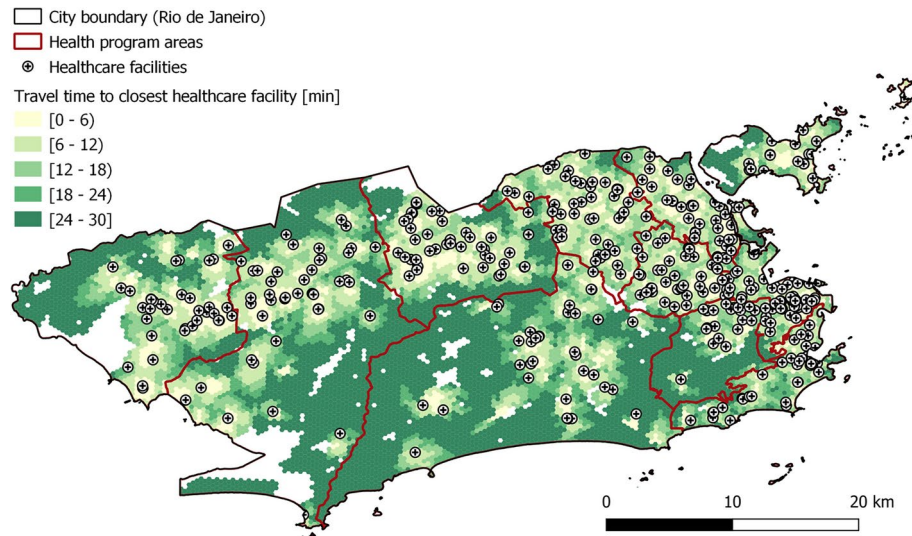 City boundary (Rio de Janeiro)
Health program areas
Healthcare facilities
Travel time to closest healthcare facility [min]
[0 - 6)
[6 - 12)
[12 - 18)
[18 - 24)
[24 - 30]
0 10 20 km